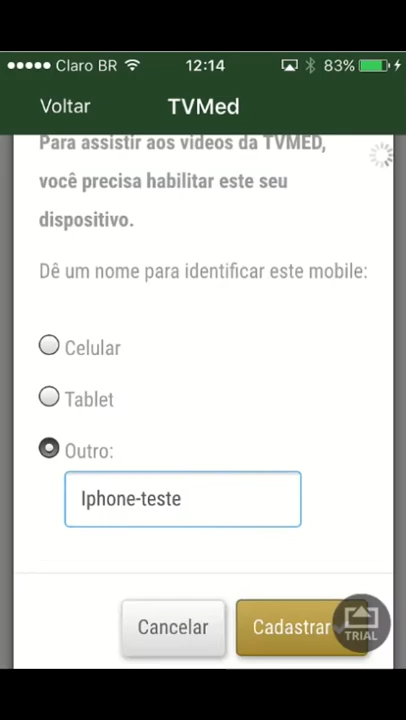 Claro BR 12:14 83%
Voltar TVMed
Para assistir aos vídeos da TVMED,
você precisa habilitar este seu
dispositivo.
Dê um nome para identificar este mobile:
Celular
Tablet
Outro:
Iphone-teste
Cancelar Cadastrar
TRIAL